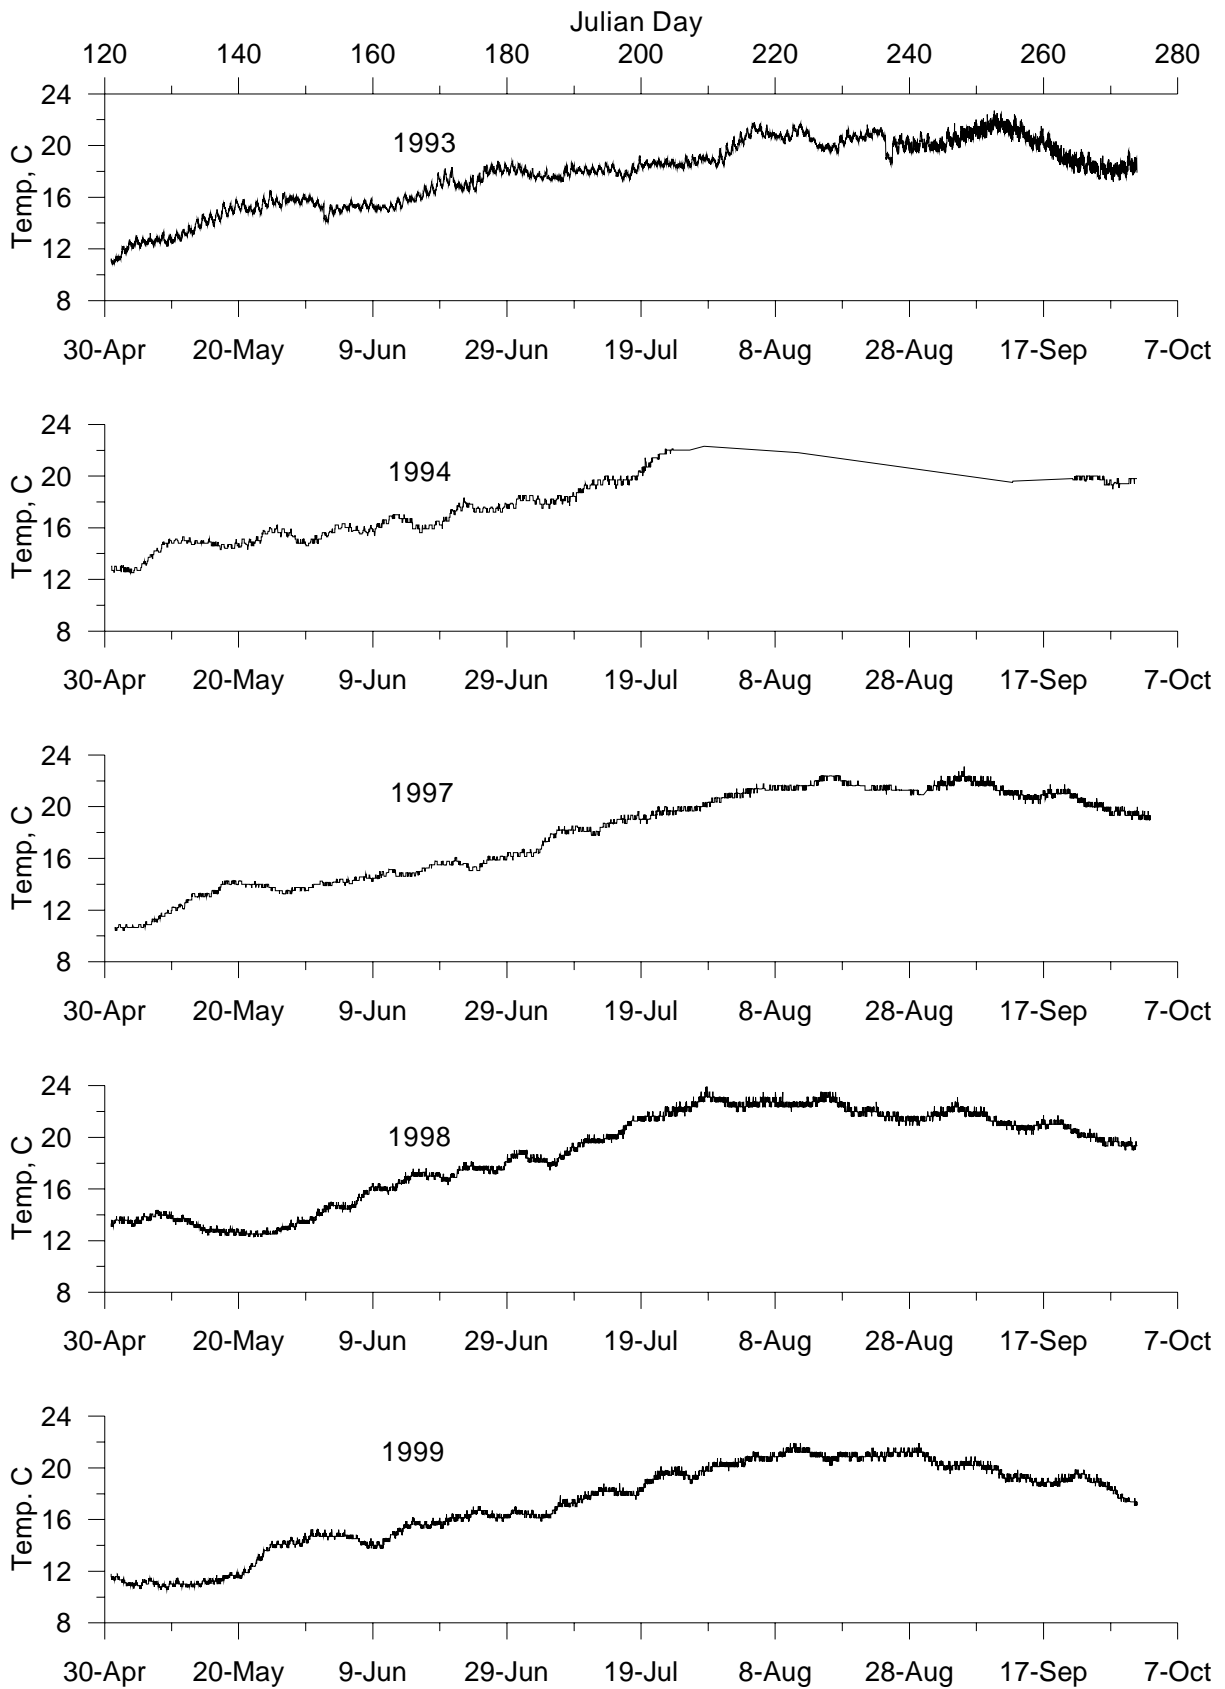 Julian Day
120 140 160 180 200 220 240 260 280
24
20
16
12
8
Temp, C
1993
30-Apr 20-May 9-Jun 29-Jun 19-Jul 8-Aug 28-Aug 17-Sep 7-Oct
24
20
16
12
8
Temp, C
1994
30-Apr 20-May 9-Jun 29-Jun 19-Jul 8-Aug 28-Aug 17-Sep 7-Oct
24
20
16
12
8
Temp, C
1997
30-Apr 20-May 9-Jun 29-Jun 19-Jul 8-Aug 28-Aug 17-Sep 7-Oct
24
20
16
12
8
Temp, C
1998
30-Apr 20-May 9-Jun 29-Jun 19-Jul 8-Aug 28-Aug 17-Sep 7-Oct
24
20
16
12
8
Temp. C
1999
30-Apr 20-May 9-Jun 29-Jun 19-Jul 8-Aug 28-Aug 17-Sep 7-Oct